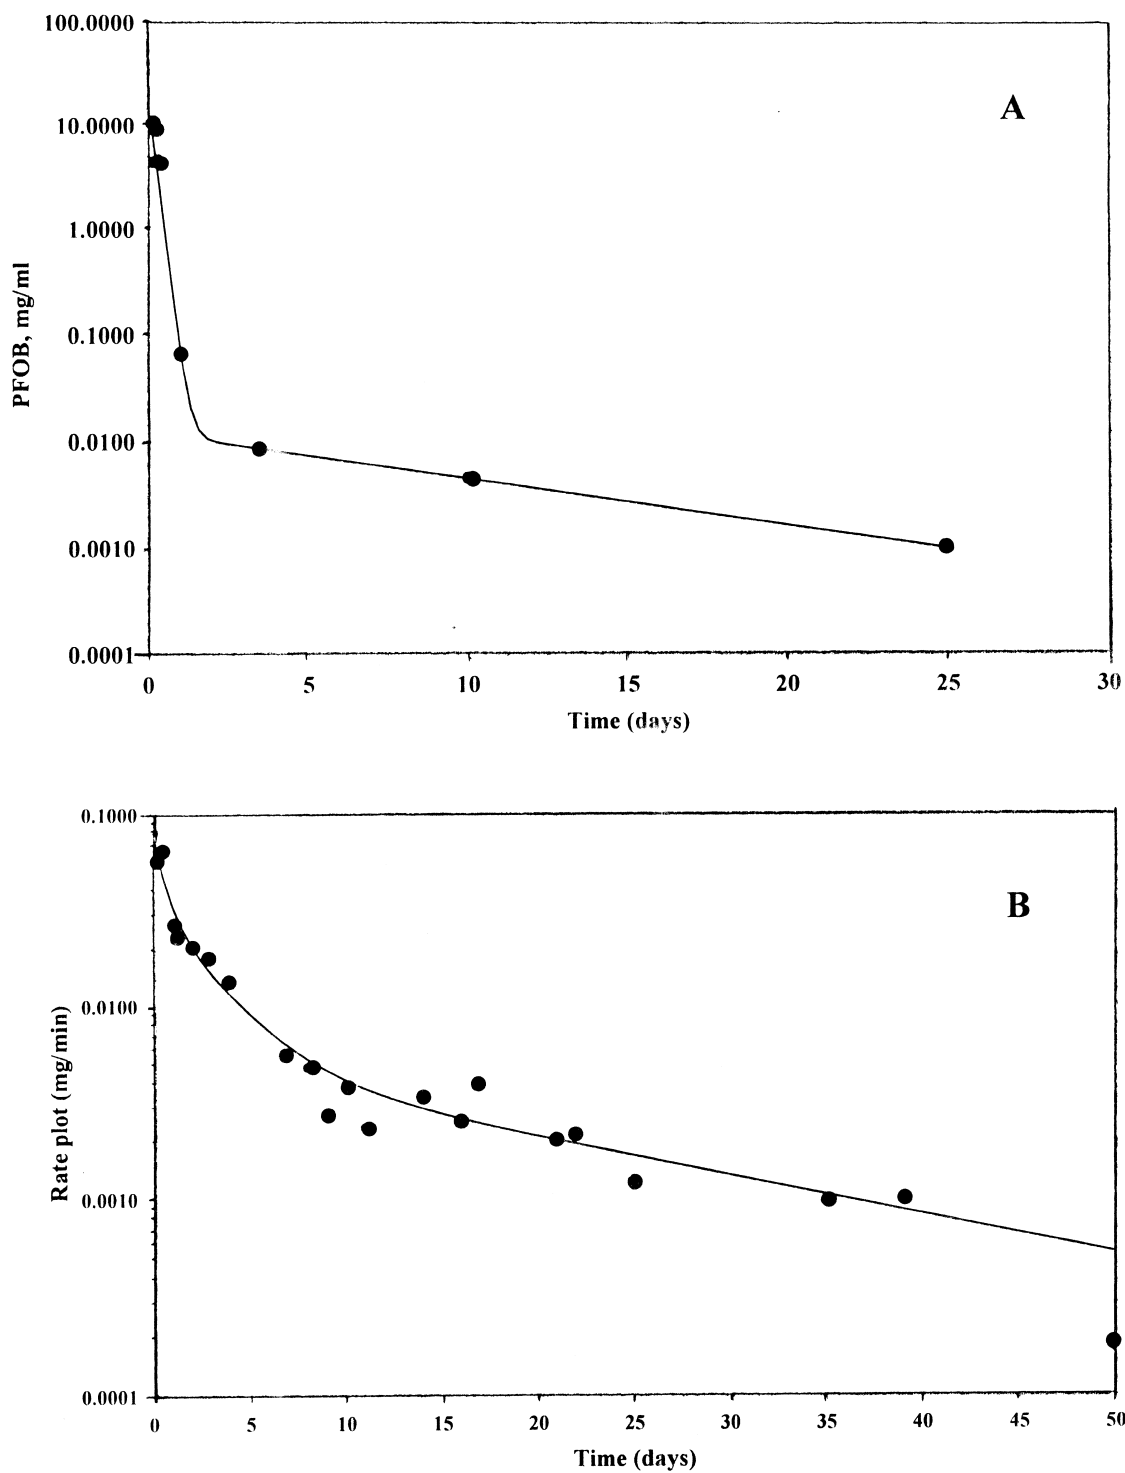 100.0000
A
10.0000
1.0000
PFOB, mg/ml
0.1000
0.0100
0.0010
0.0001
0 5 10 15 20 25 30
Time (days)
0.1000
B
0.0100
Rate plot (mg/min)
0.0010
0.0001
0 5 10 15 20 25 30 35 40 45 50
Time (days)